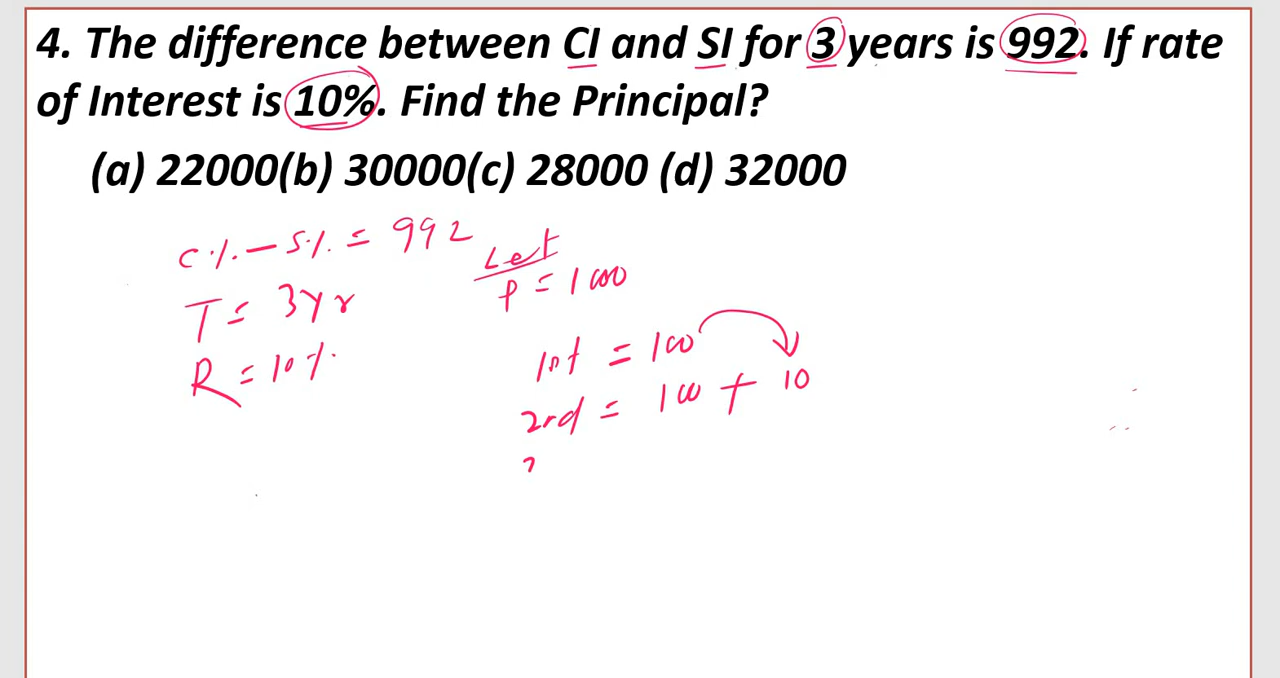 4. The difference between CI and SI for 3 years is 992. If rate
of Interest is 10%. Find the Principal?
(a) 22000(b) 30000(c) 28000 (d) 32000
C.I. - S.I. = 992
Let
P = 1000
T = 3yr
R = 10%
1st = 100
2rd = 100 + 10